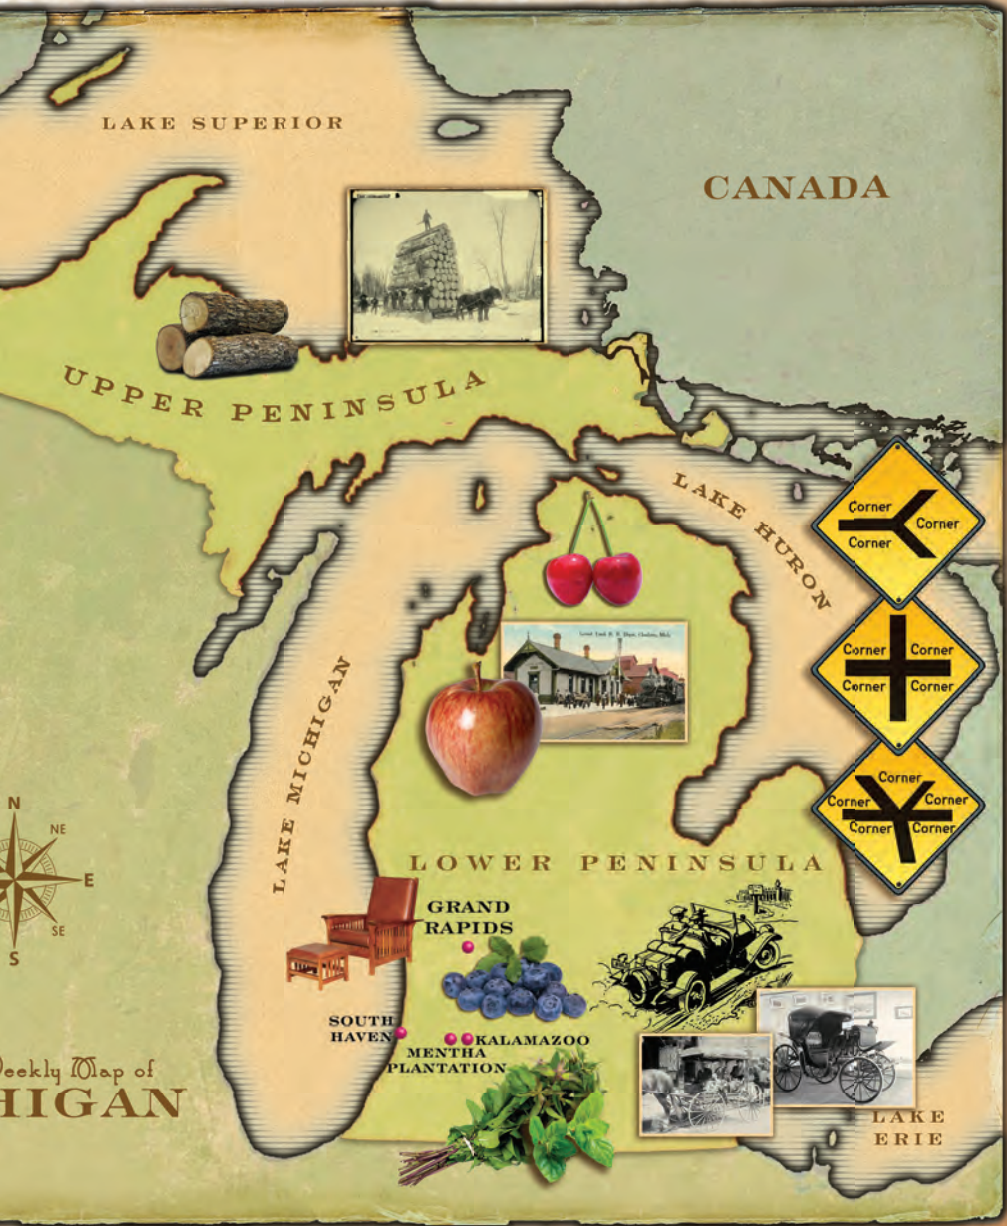 LAKE SUPERIOR
CANADA
UPPER PENINSULA
LAKE HURON
Corner
Corner
Corner
Corner
Corner
Corner
Corner
Corner
Corner
Corner
Corner
Corner
LAKE MICHIGAN
N
NE
E
SE
S
LOWER PENINSULA
GRAND
RAPIDS
SOUTH
HAVEN
KALAMAZOO
MENTHA
PLANTATION
eekly Map of
HIGAN
LAKE
ERIE